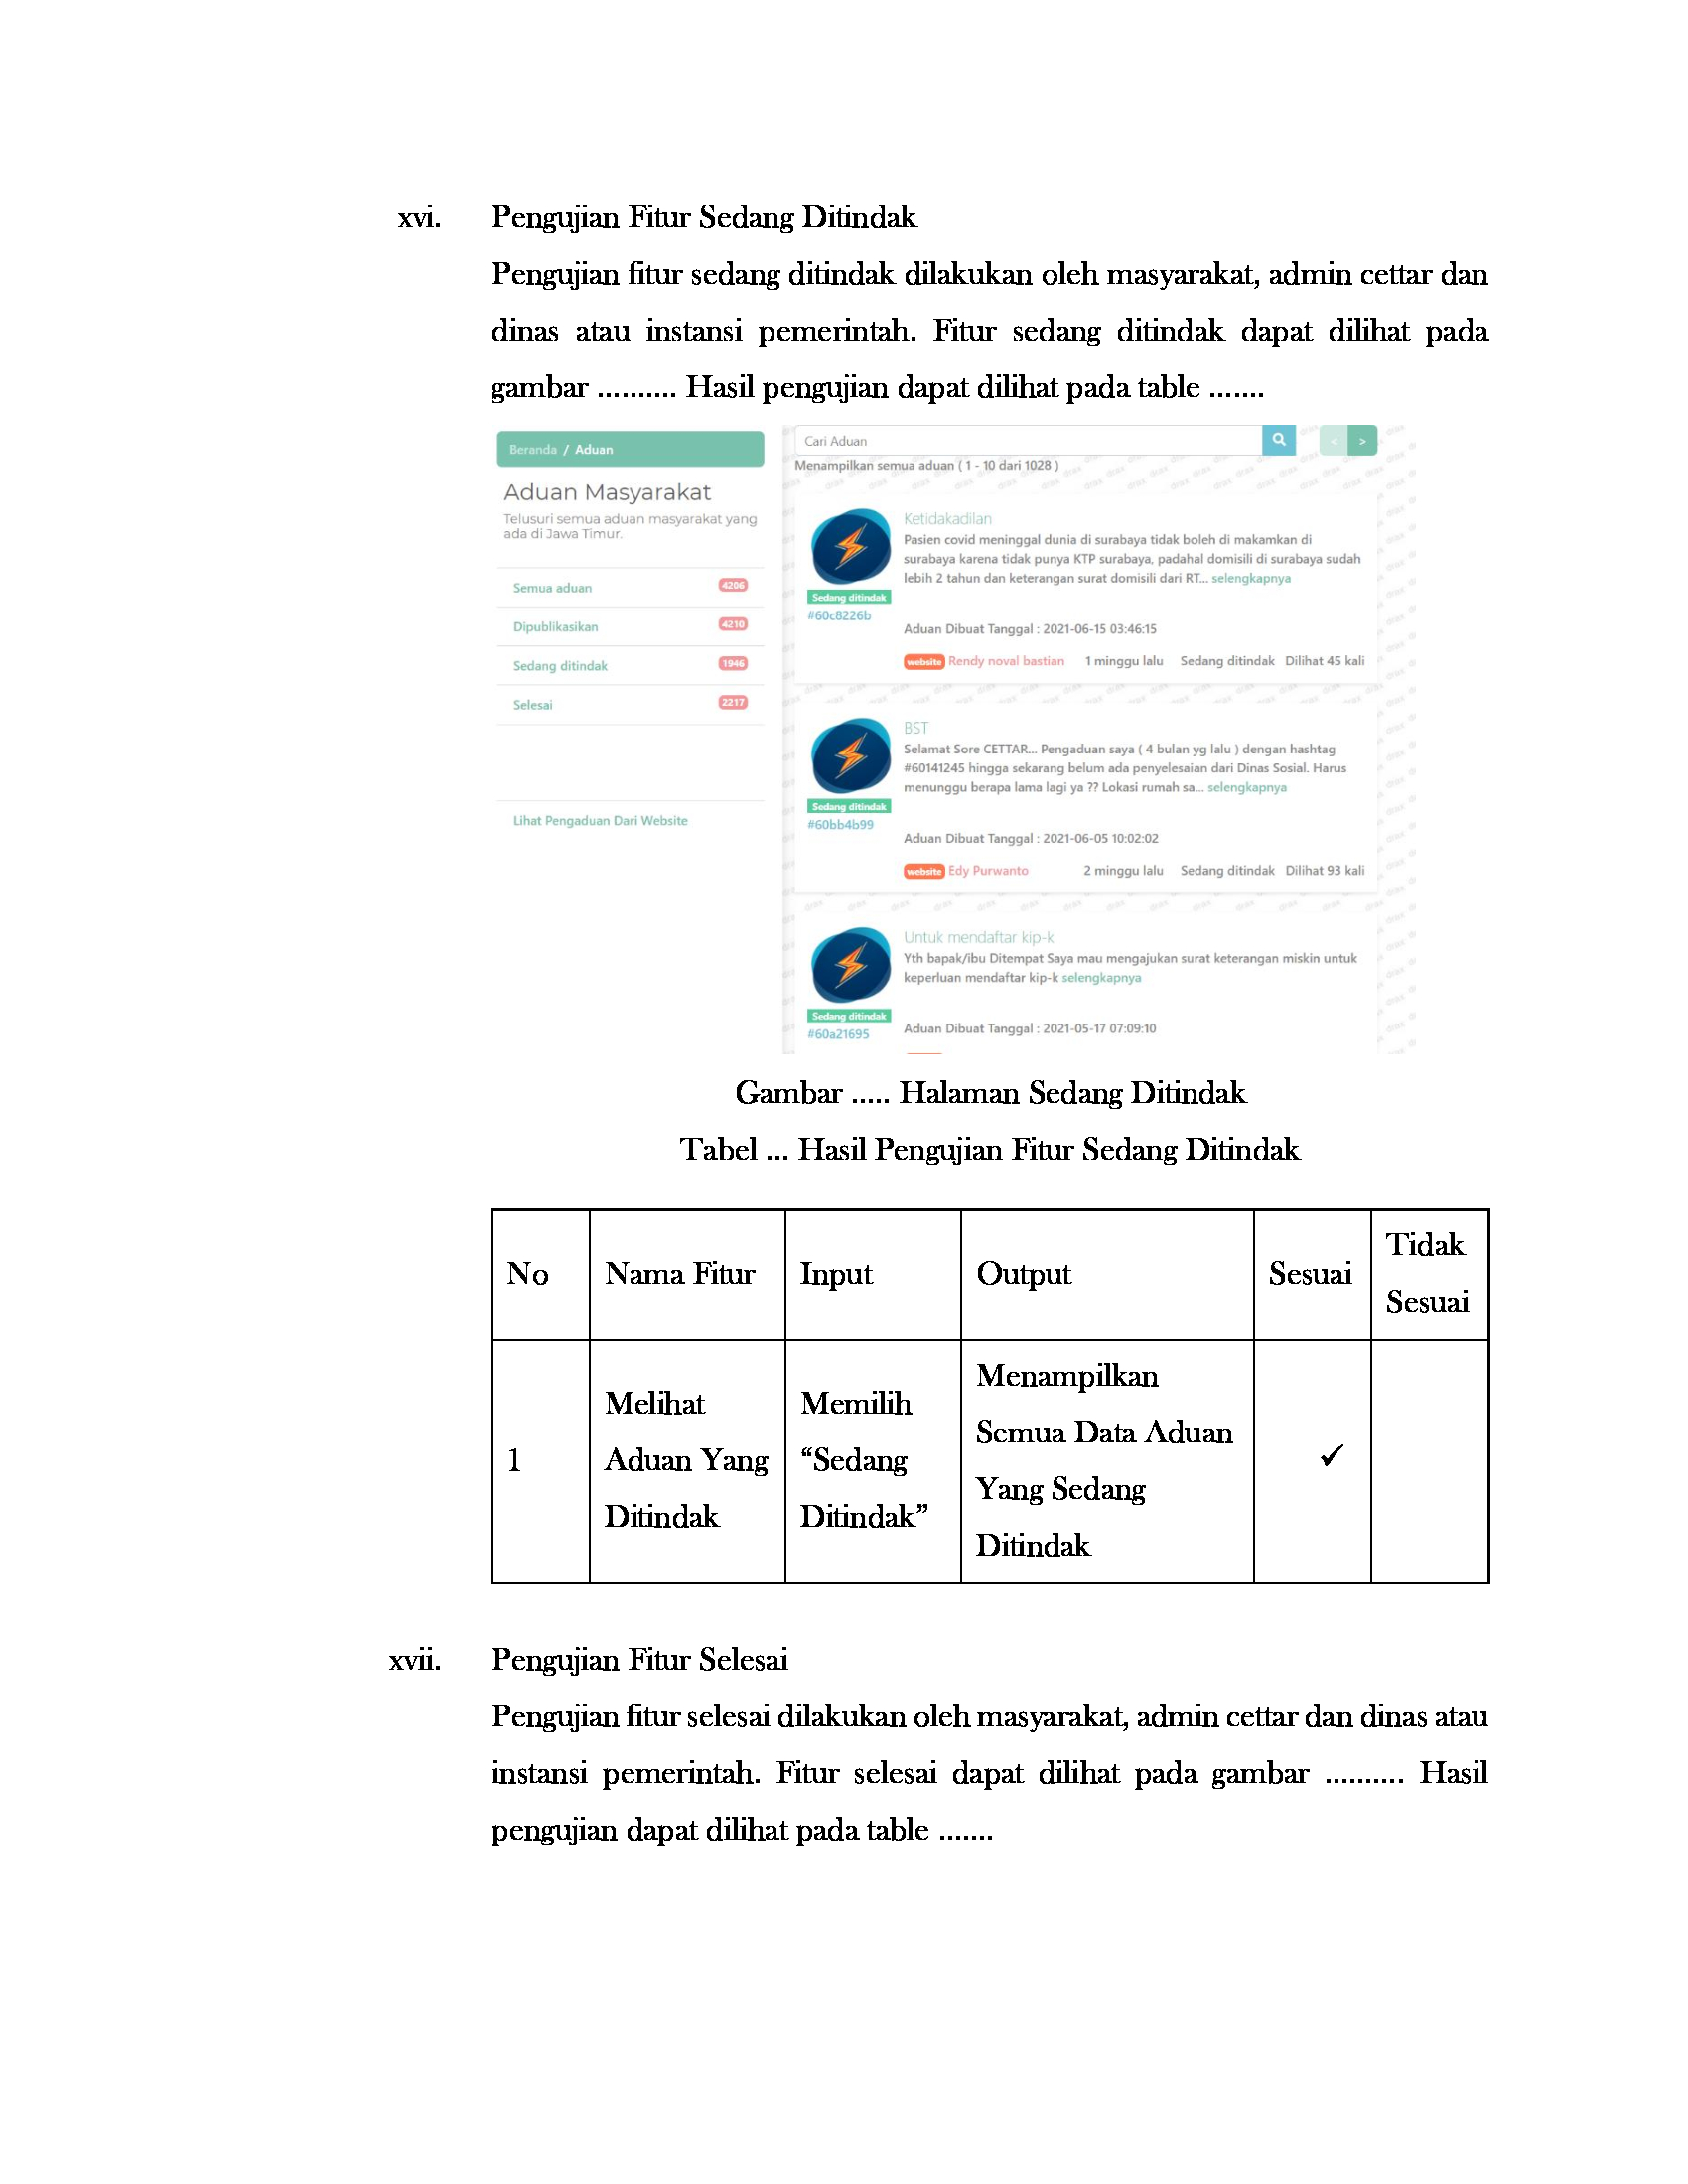 xvi. Pengujian Fitur Sedang Ditindak
Pengujian fitur sedang ditindak dilakukan oleh masyarakat, admin cettar dan
dinas atau instansi pemerintah. Fitur sedang ditindak dapat dilihat pada
gambar .......... Hasil pengujian dapat dilihat pada table .......
Beranda / Aduan
Aduan Masyarakat
Telusuri semua aduan masyarakat yang
ada di Jawa Timur.
Semua aduan 4206
Dipublikasikan 4210
Sedang ditindak 1946
Selesai 2217
Lihat Pengaduan Dari Website
Cari Aduan
< >
Menampilkan semua aduan ( 1 - 10 dari 1028 )
Ketidakadilan
Pasien covid meninggal dunia di surabaya tidak boleh di makamkan di
surabaya karena tidak punya KTP surabaya, padahal domisili di surabaya sudah
lebih 2 tahun dan keterangan surat domisili dari RT... selengkapnya
Sedang ditindak
#60c8226b
Aduan Dibuat Tanggal : 2021-06-15 03:46:15
website Rendy noval bastian 1 minggu lalu Sedang ditindak Dilihat 45 kali
BST
Selamat Sore CETTAR... Pengaduan saya ( 4 bulan yg lalu ) dengan hashtag
#60141245 hingga sekarang belum ada penyelesaian dari Dinas Sosial. Harus
menunggu berapa lama lagi ya ?? Lokasi rumah sa... selengkapnya
Sedang ditindak
#60bb4b99
Aduan Dibuat Tanggal : 2021-06-05 10:02:02
website Edy Purwanto 2 minggu lalu Sedang ditindak Dilihat 93 kali
Untuk mendaftar kip-k
Yth bapak/ibu Ditempat Saya mau mengajukan surat keterangan miskin untuk
keperluan mendaftar kip-k selengkapnya
Sedang ditindak
#60a21695
Aduan Dibuat Tanggal : 2021-05-17 07:09:10
Gambar ..... Halaman Sedang Ditindak
Tabel ... Hasil Pengujian Fitur Sedang Ditindak
No
Nama Fitur
Input
Output
Sesuai
Tidak
Sesuai
1
Melihat
Aduan Yang
Ditindak
Memilih
“Sedang
Ditindak”
Menampilkan
Semua Data Aduan
Yang Sedang
Ditindak
✓
xvii. Pengujian Fitur Selesai
Pengujian fitur selesai dilakukan oleh masyarakat, admin cettar dan dinas atau
instansi pemerintah. Fitur selesai dapat dilihat pada gambar .......... Hasil
pengujian dapat dilihat pada table .......